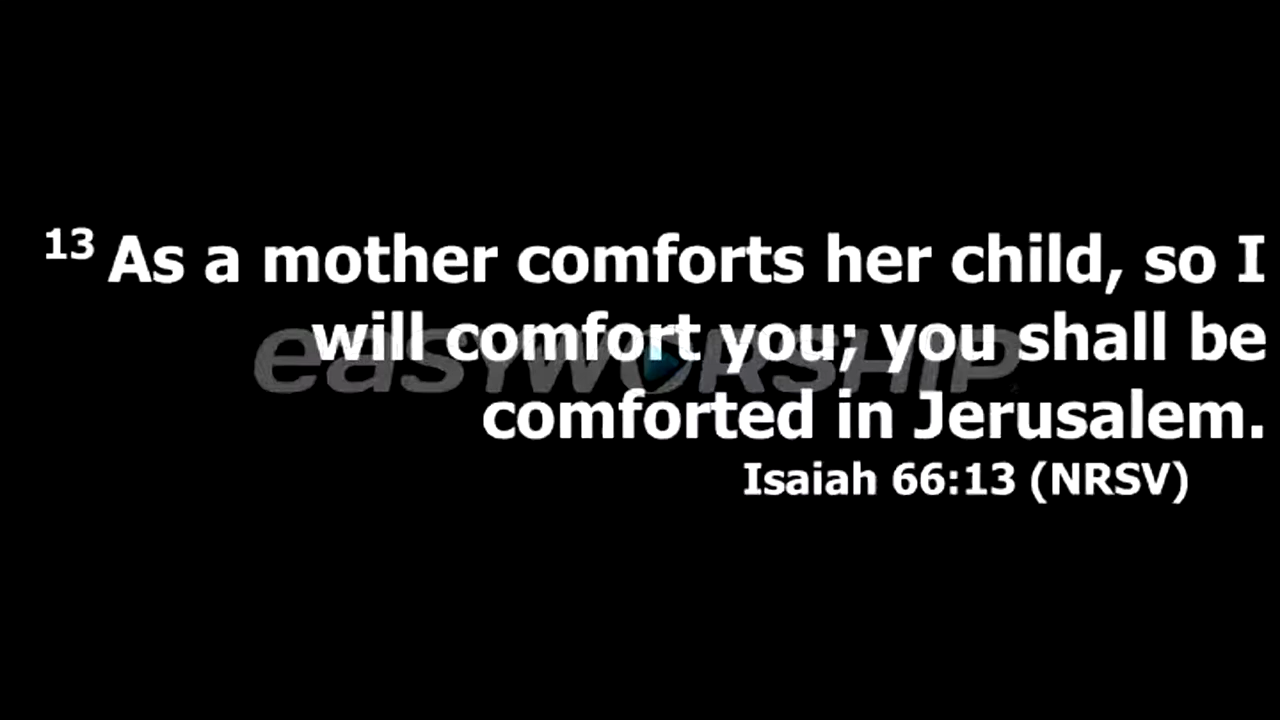 13 As a mother comforts her child, so I
will comfort you; you shall be
comforted in Jerusalem.
Isaiah 66:13 (NRSV)
easyworship